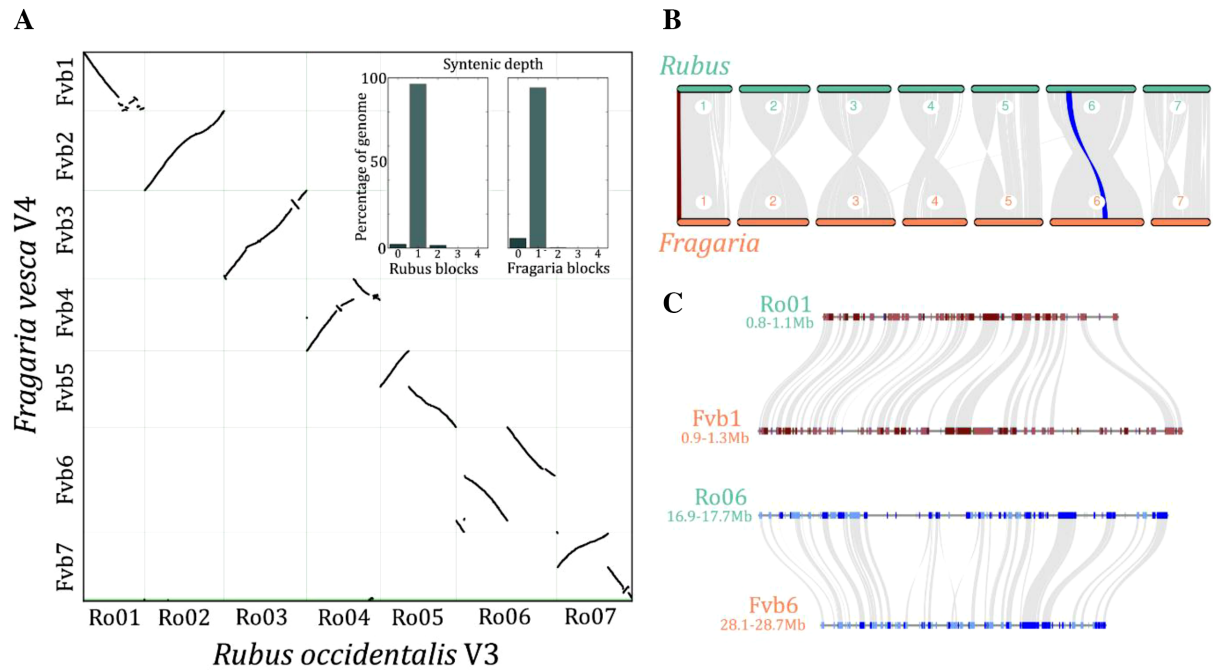 A
Fvb1
Fvb2
Fvb3
Fvb4
Fvb5
Fvb6
Fvb7
Fragaria vesca V4
Ro01 Ro02 Ro03 Ro04 Ro05 Ro06 Ro07
Rubus occidentalis V3
Syntenic depth
Percentage of genome
100
50
0
0 1 2 3 4
Rubus blocks
0 1 2 3 4
Fragaria blocks
B
Rubus
1 2 3 4 5 6 7
1 2 3 4 5 6 7
Fragaria
C
Ro01
0.8-1.1Mb
Fvb1
0.9-1.3Mb
Ro06
16.9-17.7Mb
Fvb6
28.1-28.7Mb